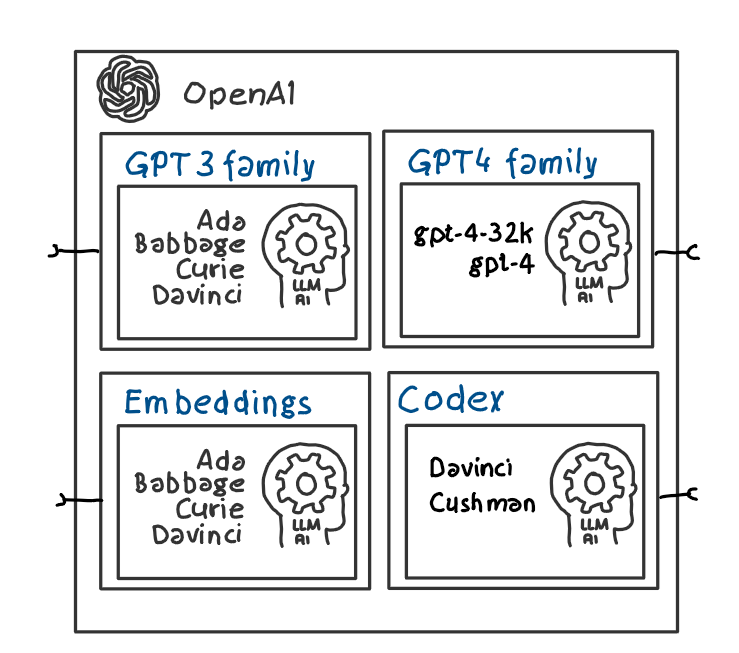 OpenAI
GPT 3 family
Ada
Babbage
Curie
Davinci
LLM
AI
GPT4 family
gpt-4-32k
gpt-4
LLM
AI
Embeddings
Ada
Babbage
Curie
Davinci
LLM
AI
Codex
Davinci
Cushman
LLM
AI